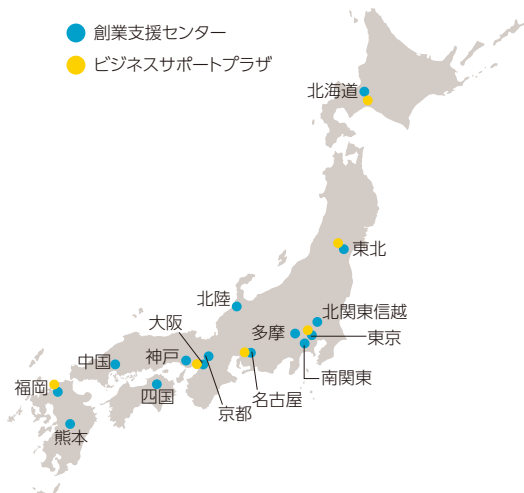 創業支援センター
ビジネスサポートプラザ
北海道
東北
北陸
北関東信越
大阪
多摩
東京
神戸
中国
南関東
福岡
四国
名古屋
京都
熊本